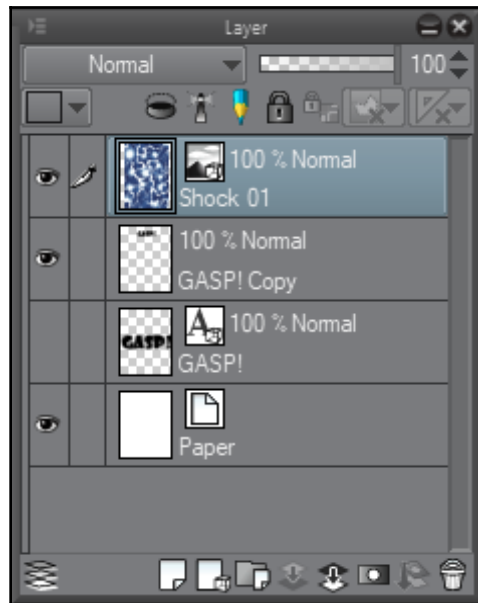 Layer
Normal 100
100 % Normal
Shock 01
100 % Normal
GASP! Copy
GASP!
A 100 % Normal
GASP!
Paper